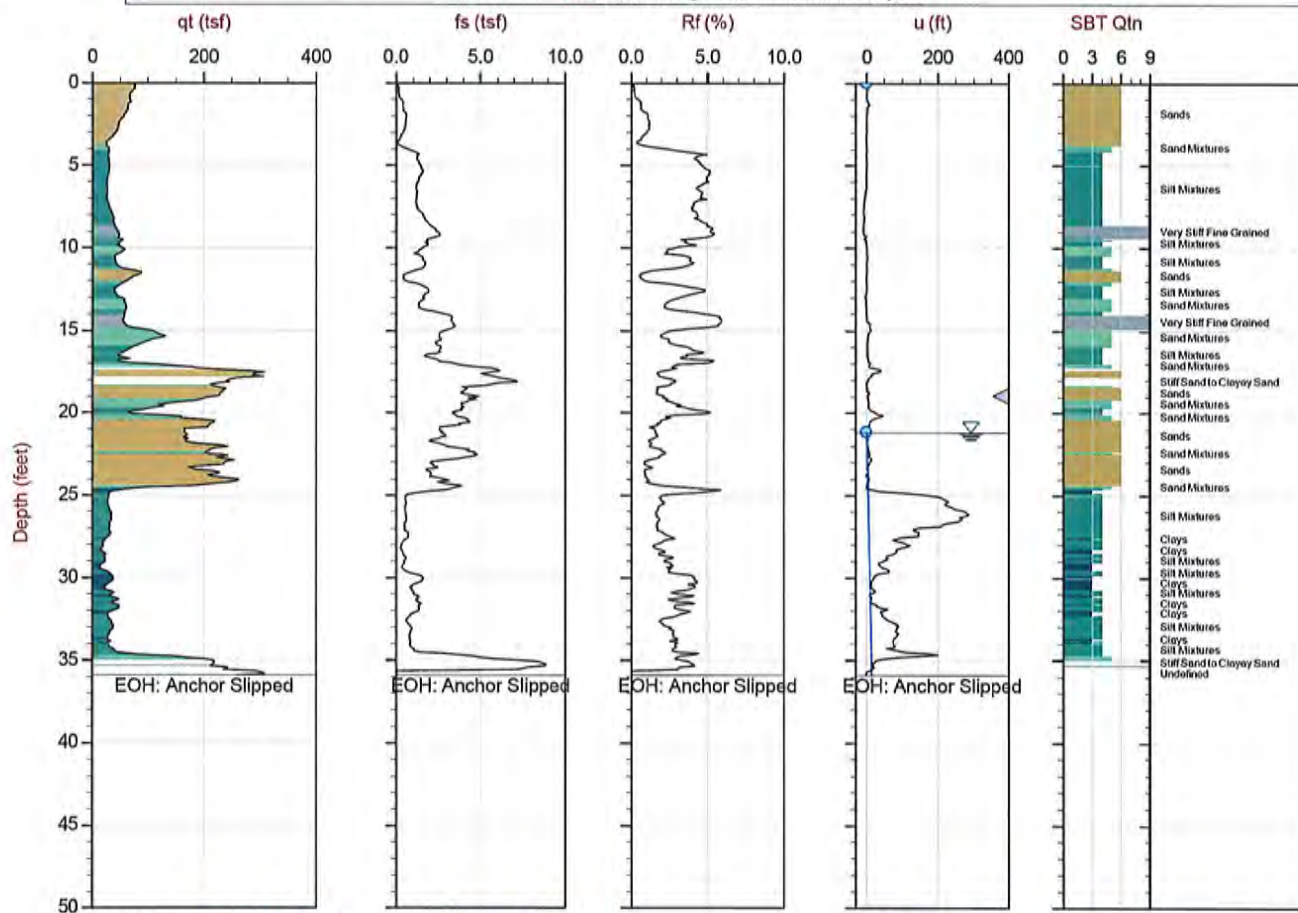 qt (tsf)
fs (tsf)
Rf (%)
u (ft)
SBT Qtn
0 200 400
0.0 5.0 10.0
0.0 5.0 10.0
0 200 400
0 3 6 9
Depth (feet)
0
5
10
15
20
25
30
35
40
45
50
Sands
Sand Mixtures
Silt Mixtures
Very Stiff Fine Grained
Silt Mixtures
Silt Mixtures
Sands
Silt Mixtures
Sand Mixtures
Very Stiff Fine Grained
Sand Mixtures
Silt Mixtures
Sand Mixtures
Stiff Sand to Clayey Sand
Sands
Sand Mixtures
Sand Mixtures
Sands
Sand Mixtures
Sands
Sand Mixtures
Silt Mixtures
Clays
Clays
Silt Mixtures
Silt Mixtures
Clays
Silt Mixtures
Clays
Clays
Silt Mixtures
Clays
Silt Mixtures
Stiff Sand to Clayey Sand
Undefined
EOH: Anchor Slipped
EOH: Anchor Slipped
EOH: Anchor Slipped
EOH: Anchor Slipped